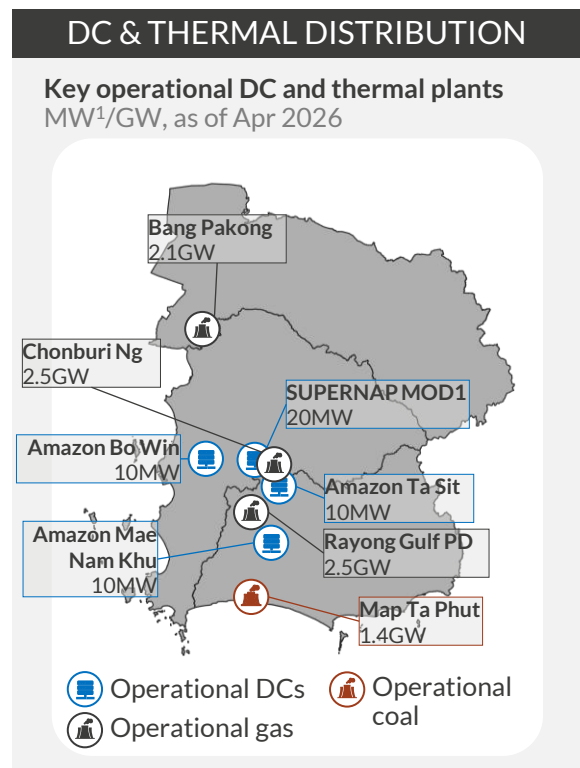 DC & THERMAL DISTRIBUTION
Key operational DC and thermal plants
MW¹/GW, as of Apr 2026
Bang Pakong
2.1GW
Chonburi Ng
2.5GW
SUPERNAP MOD1
20MW
Amazon Bo Win
10MW
Amazon Ta Sit
10MW
Amazon Mae
Nam Khu
10MW
Rayong Gulf PD
2.5GW
Map Ta Phut
1.4GW
Operational DCs
Operational
coal
Operational gas